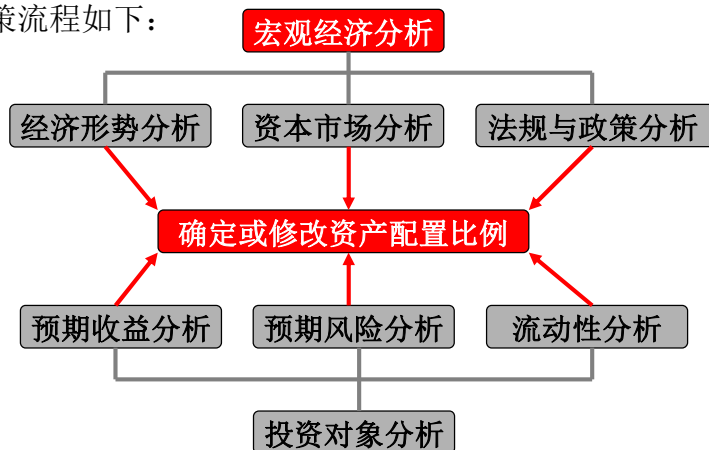 策流程如下：
宏观经济分析
经济形势分析 资本市场分析 法规与政策分析
确定或修改资产配置比例
预期收益分析 预期风险分析 流动性分析
投资对象分析